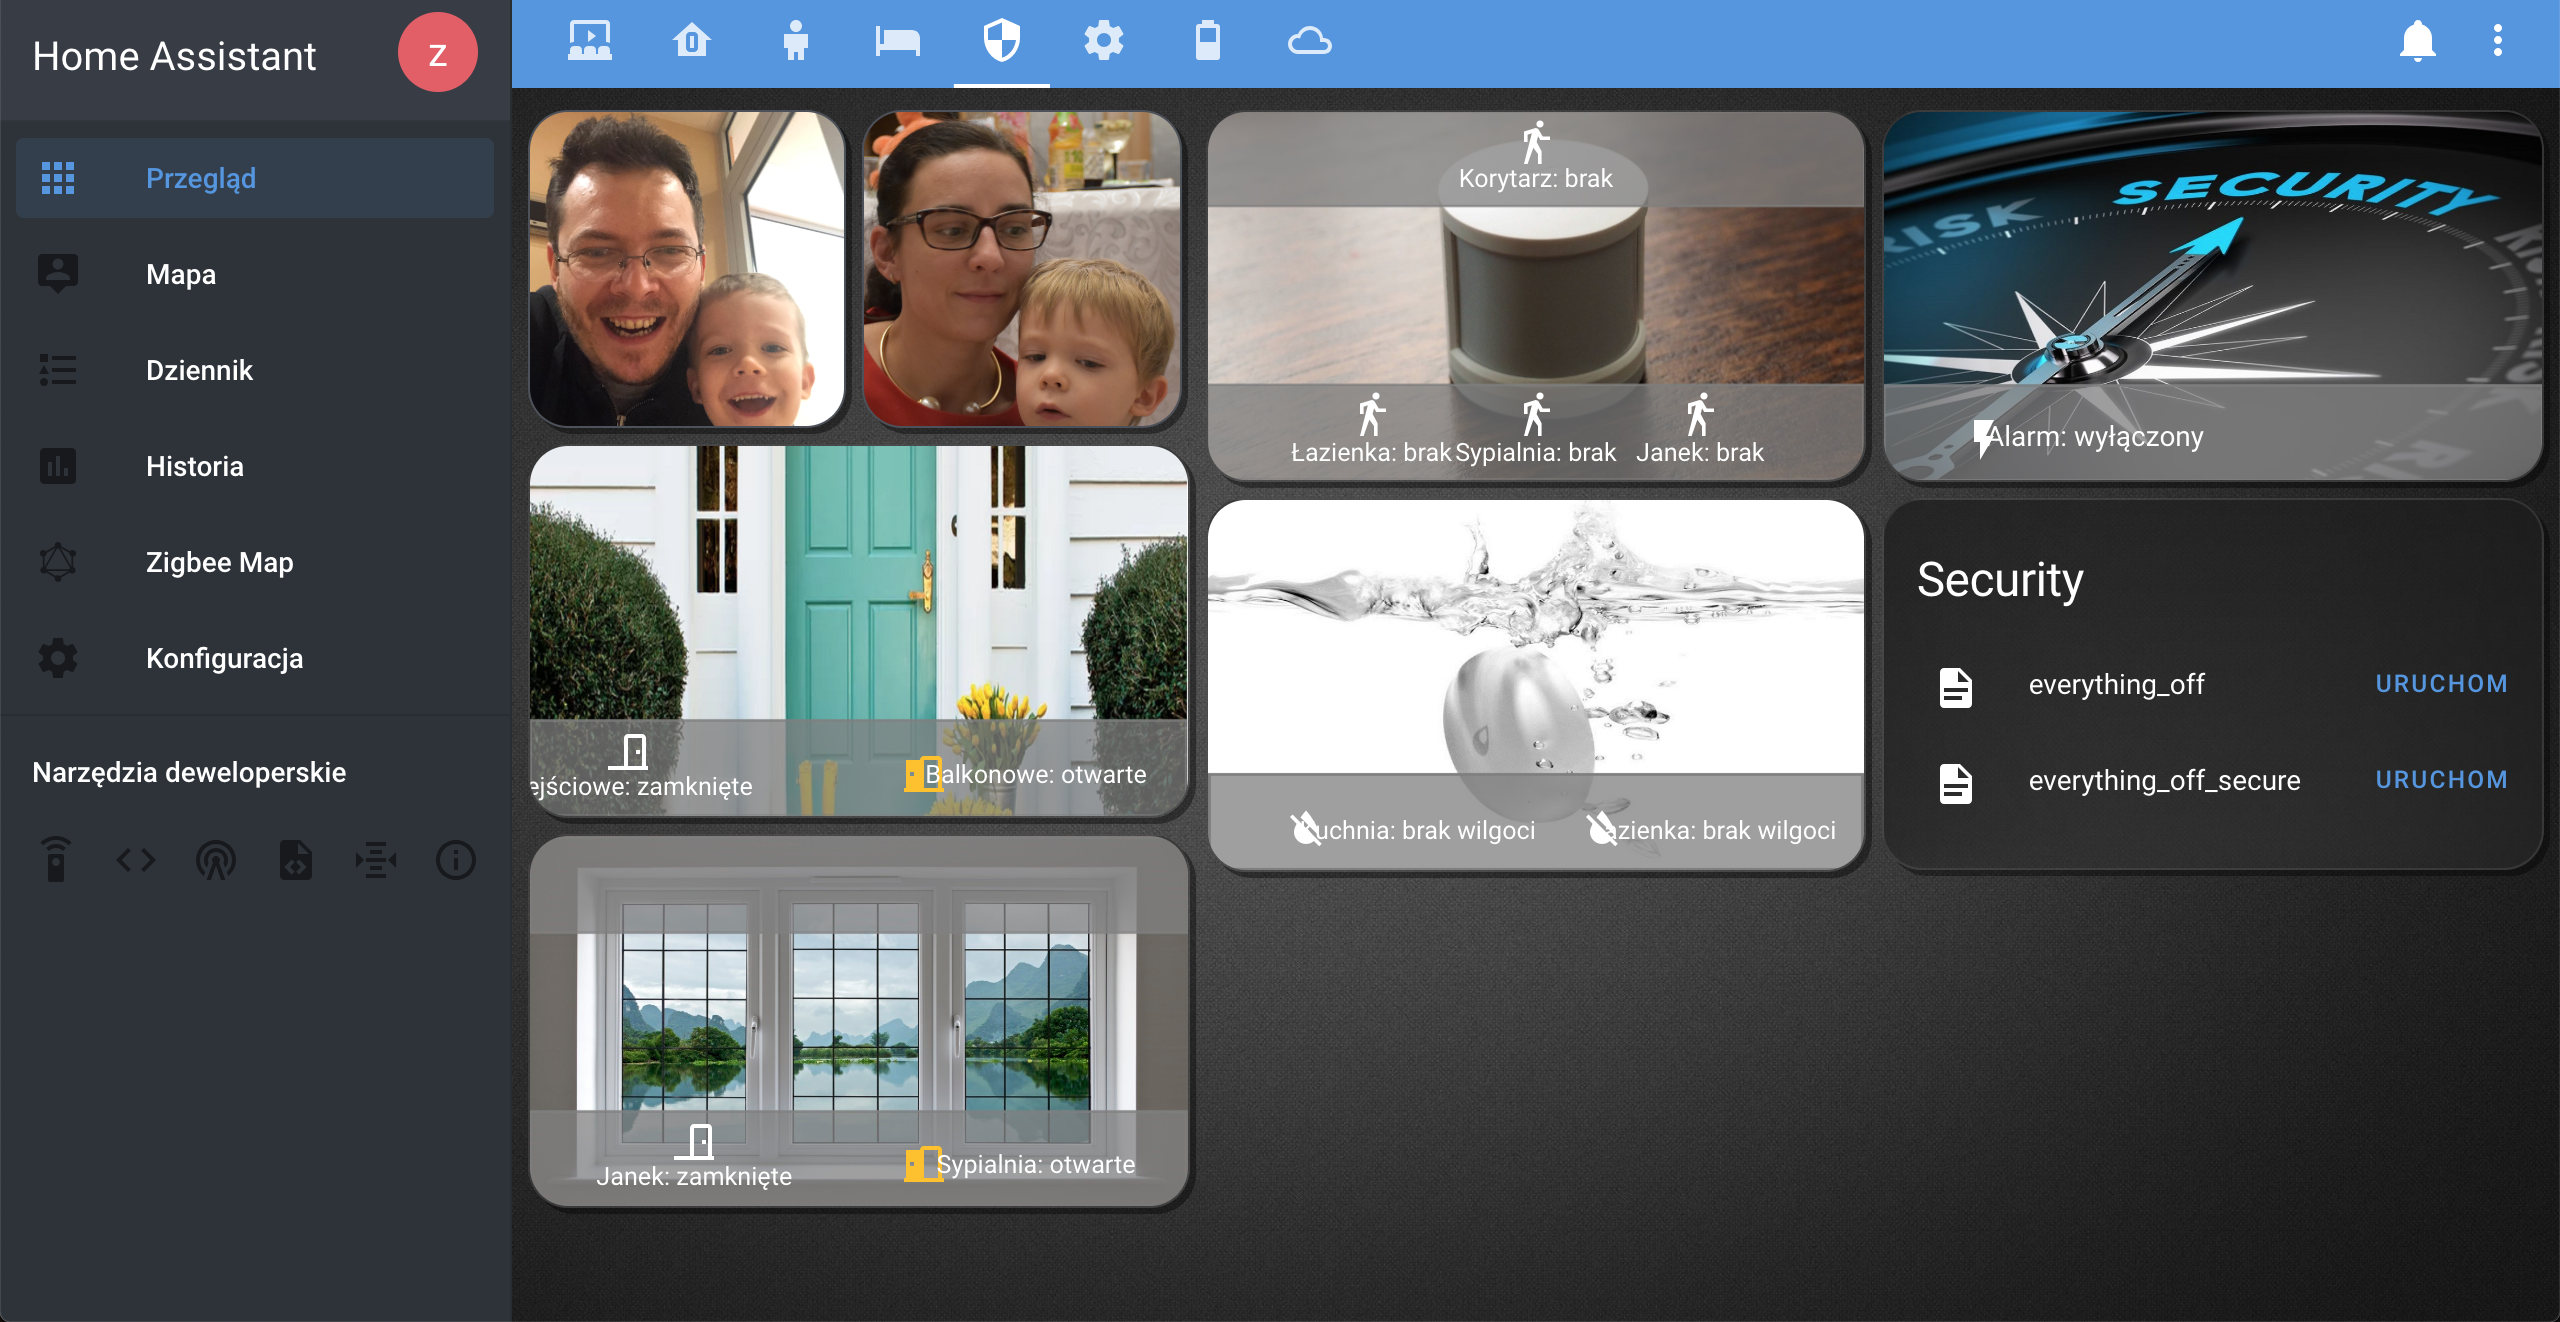 Home Assistant
z
Przegląd
Mapa
Dziennik
Historia
Zigbee Map
Konfiguracja
Narzędzia deweloperskie
ejściowe: zamknięte
Balkonowe: otwarte
Janek: zamknięte
Sypialnia: otwarte
Korytarz: brak
Łazienka: brak
Sypialnia: brak
Janek: brak
uchnia: brak wilgoci
azienka: brak wilgoci
RISK
SECURITY
RISK
Alarm: wyłączony
Security
everything_off
URUCHOM
everything_off_secure
URUCHOM